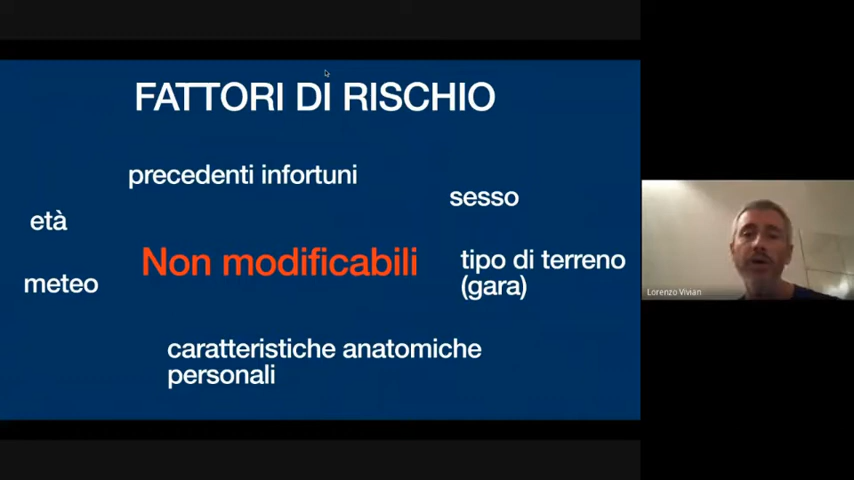 FATTORI DI RISCHIO
precedenti infortuni
sesso
età
Non modificabili
tipo di terreno
(gara)
meteo
caratteristiche anatomiche
personali
Lorenzo Vivian